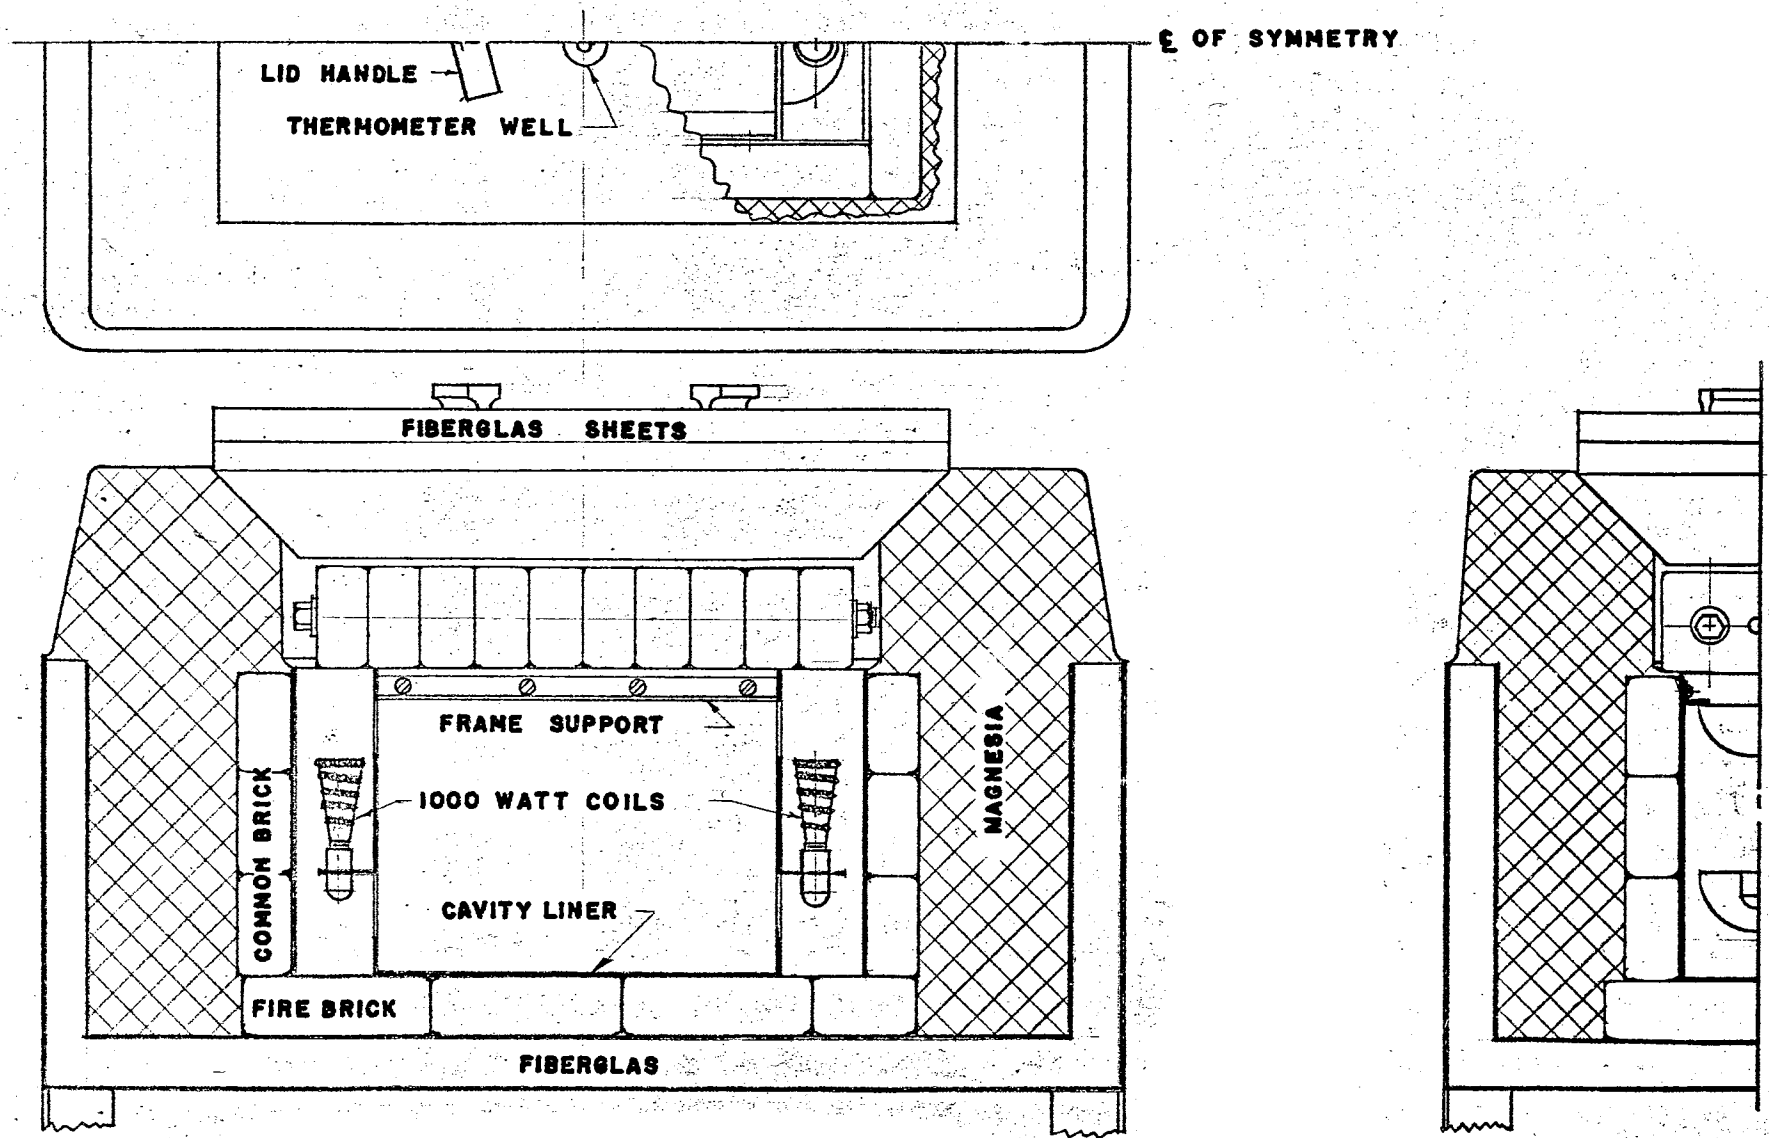 ℄ OF SYMMETRY
LID HANDLE
THERMOMETER WELL
FIBERGLAS SHEETS
FRAME SUPPORT
1000 WATT COILS
MAGNESIA
COMMON BRICK
CAVITY LINER
FIRE BRICK
FIBERGLAS